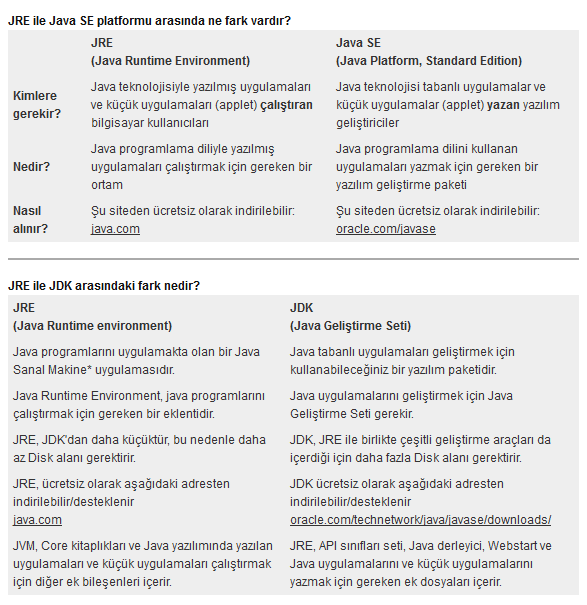 JRE ile Java SE platformu arasında ne fark vardır?
JRE
(Java Runtime Environment)
Java SE
(Java Platform, Standard Edition)
Kimlere
gerekir?
Java teknolojisiyle yazılmış uygulamaları
ve küçük uygulamaları (applet) çalıştıran
bilgisayar kullanıcıları
Java teknolojisi tabanlı uygulamalar ve
küçük uygulamalar (applet) yazan yazılım
geliştiriciler
Nedir?
Java programlama diliyle yazılmış
uygulamaları çalıştırmak için gereken bir
ortam
Java programlama dilini kullanan
uygulamaları yazmak için gereken bir
yazılım geliştirme paketi
Nasıl
alınır?
Şu siteden ücretsiz olarak indirilebilir:
java.com
Şu siteden ücretsiz olarak indirilebilir:
oracle.com/javase
JRE ile JDK arasındaki fark nedir?
JRE
(Java Runtime environment)
JDK
(Java Geliştirme Seti)
Java programlarını uygulamakta olan bir Java
Sanal Makine* uygulamasıdır.
Java tabanlı uygulamaları geliştirmek için
kullanabileceğiniz bir yazılım paketidir.
Java Runtime Environment, java programlarını
çalıştırmak için gereken bir eklentidir.
Java uygulamalarını geliştirmek için Java
Geliştirme Seti gerekir.
JRE, JDK'dan daha küçüktür, bu nedenle daha
az Disk alanı gerektirir.
JDK, JRE ile birlikte çeşitli geliştirme araçları da
içerdiği için daha fazla Disk alanı gerektirir.
JRE, ücretsiz olarak aşağıdaki adresten
indirilebilir/desteklenir
java.com
JDK ücretsiz olarak aşağıdaki adresten
indirilebilir/desteklenir
oracle.com/technetwork/java/javase/downloads/
JVM, Core kitaplıkları ve Java yazılımında yazılan
uygulamaları ve küçük uygulamaları çalıştırmak
için diğer ek bileşenleri içerir.
JRE, API sınıfları seti, Java derleyici, Webstart ve
Java uygulamalarını ve küçük uygulamalarını
yazmak için gereken ek dosyaları içerir.